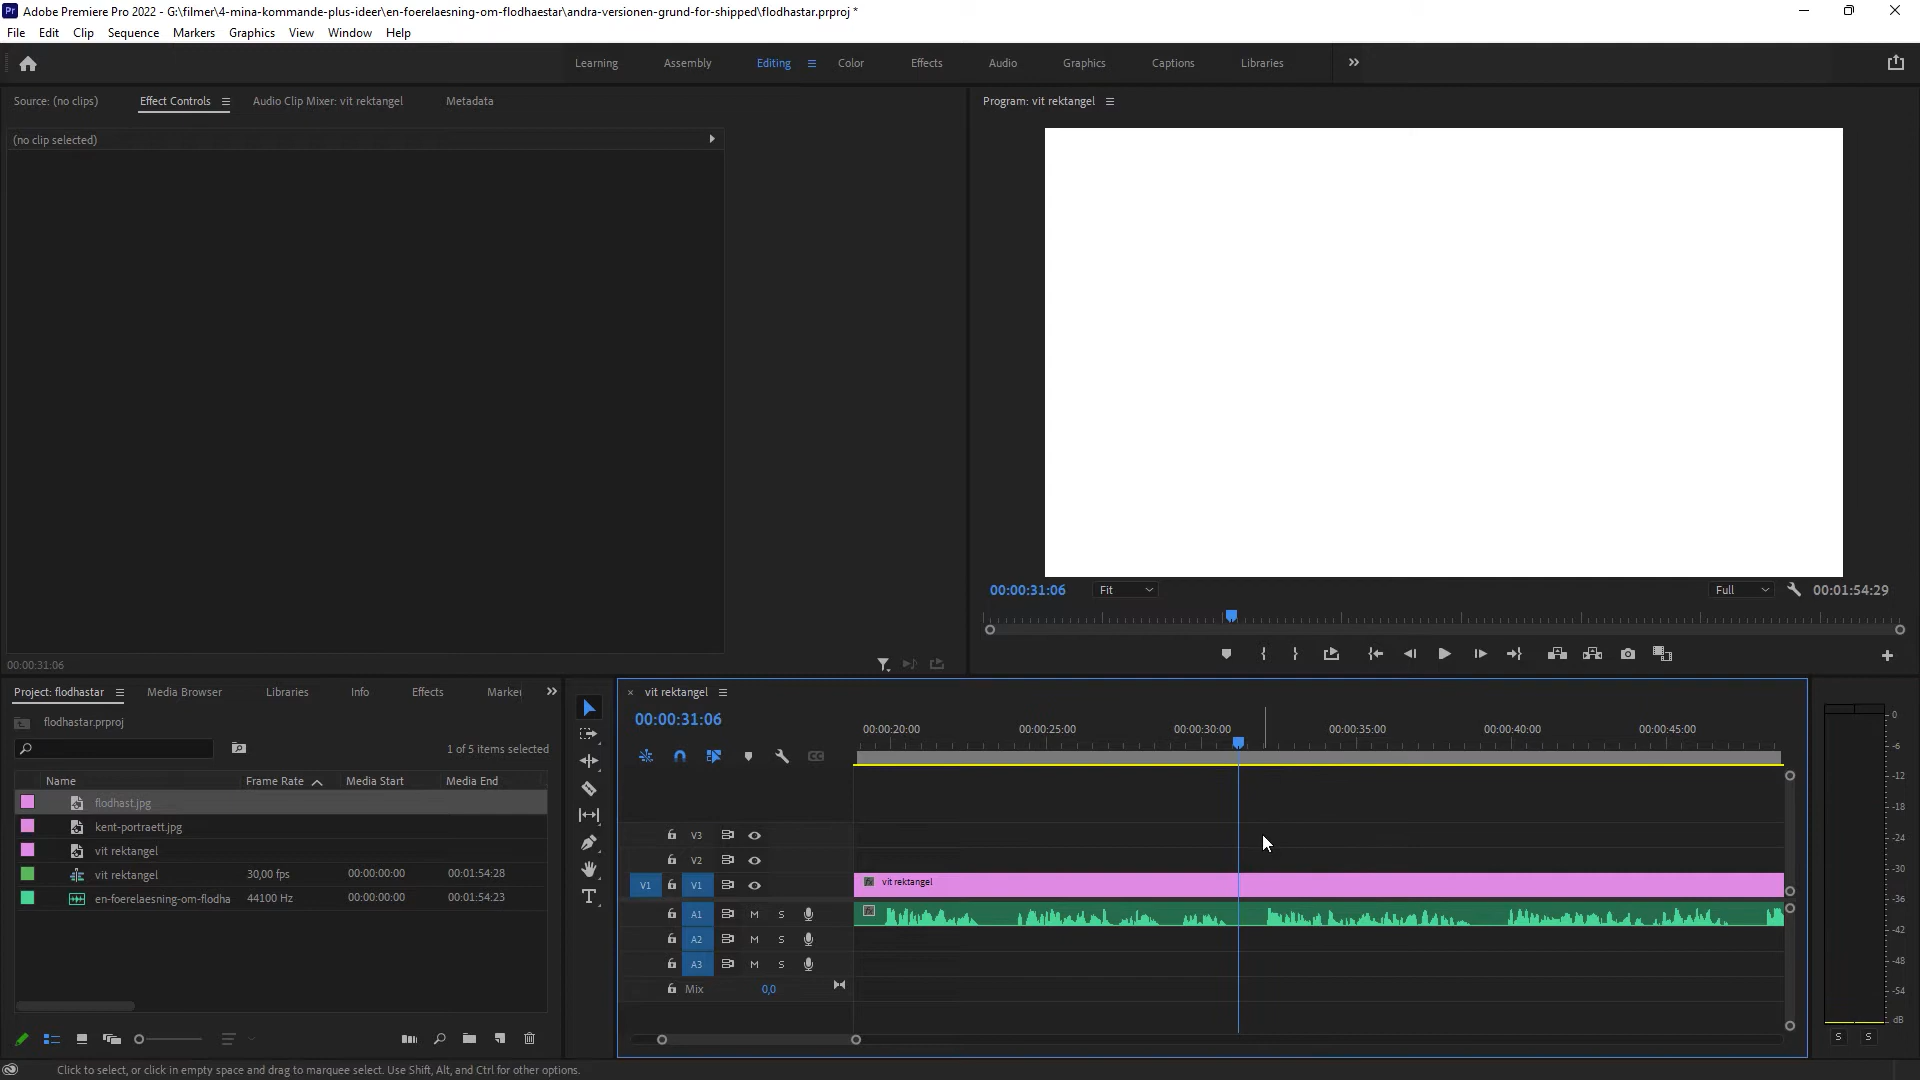 Adobe Premiere Pro 2022 - G:\filmer\4-mina-kommande-plus-ideer\en-foerelaesning-om-flodhaestar\andra-versionen-grund-for-shipped\flodhastar.prproj *
File Edit Clip Sequence Markers Graphics View Window Help
Learning Assembly Editing Color Effects Audio Graphics Captions Libraries
Source: (no clips) Effect Controls Audio Clip Mixer: vit rektangel Metadata
Program: vit rektangel
(no clip selected)
00:00:31:06 Fit Full 00:01:54:29
00:00:31:06
Project: flodhastar Media Browser Libraries Info Effects Marker
vit rektangel
flodhastar.prproj
00:00:31:06
1 of 5 items selected
00:00:20:00 00:00:25:00 00:00:30:00 00:00:35:00 00:00:40:00 00:00:45:00
Name Frame Rate Media Start Media End
flodhast.jpg
kent-portraett.jpg
vit rektangel
vit rektangel 30,00 fps 00:00:00:00 00:01:54:28
en-foerelaesning-om-flodha 44100 Hz 00:00:00:00 00:01:54:23
V3
V2
V1 V1 vit rektangel
A1 M S
A2 M S
A3 M S
Mix 0,0
0
-6
-12
-18
-24
-30
-36
-42
-48
-54
dB
S S
Click to select, or click in empty space and drag to marquee select. Use Shift, Alt, and Ctrl for other options.